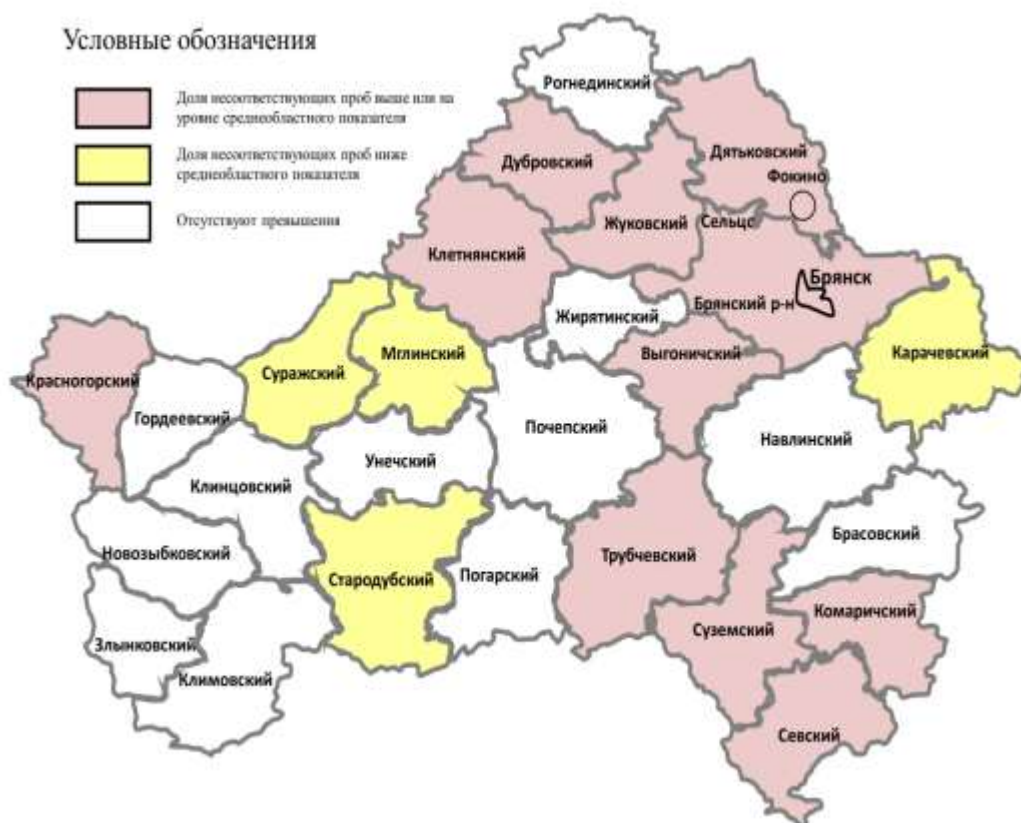 Условные обозначения
Доля несоответствующих проб выше или на
уровне среднеобластного показателя
Доля несоответствующих проб ниже
среднеобластного показателя
Отсутствуют превышения
Рогнединский
Дубровский
Дятьковский
Фокино
Клетнянский
Жуковский
Сельцо
Брянск
Брянский р-н
Жирятинский
Выгоничский
Карачевский
Красногорский
Суражский
Мглинский
Гордеевский
Почепский
Навлинский
Унечский
Клинцовский
Новозыбковский
Стародубский
Погарский
Трубчевский
Брасовский
Злынковский
Климовский
Суземский
Комаричский
Севский